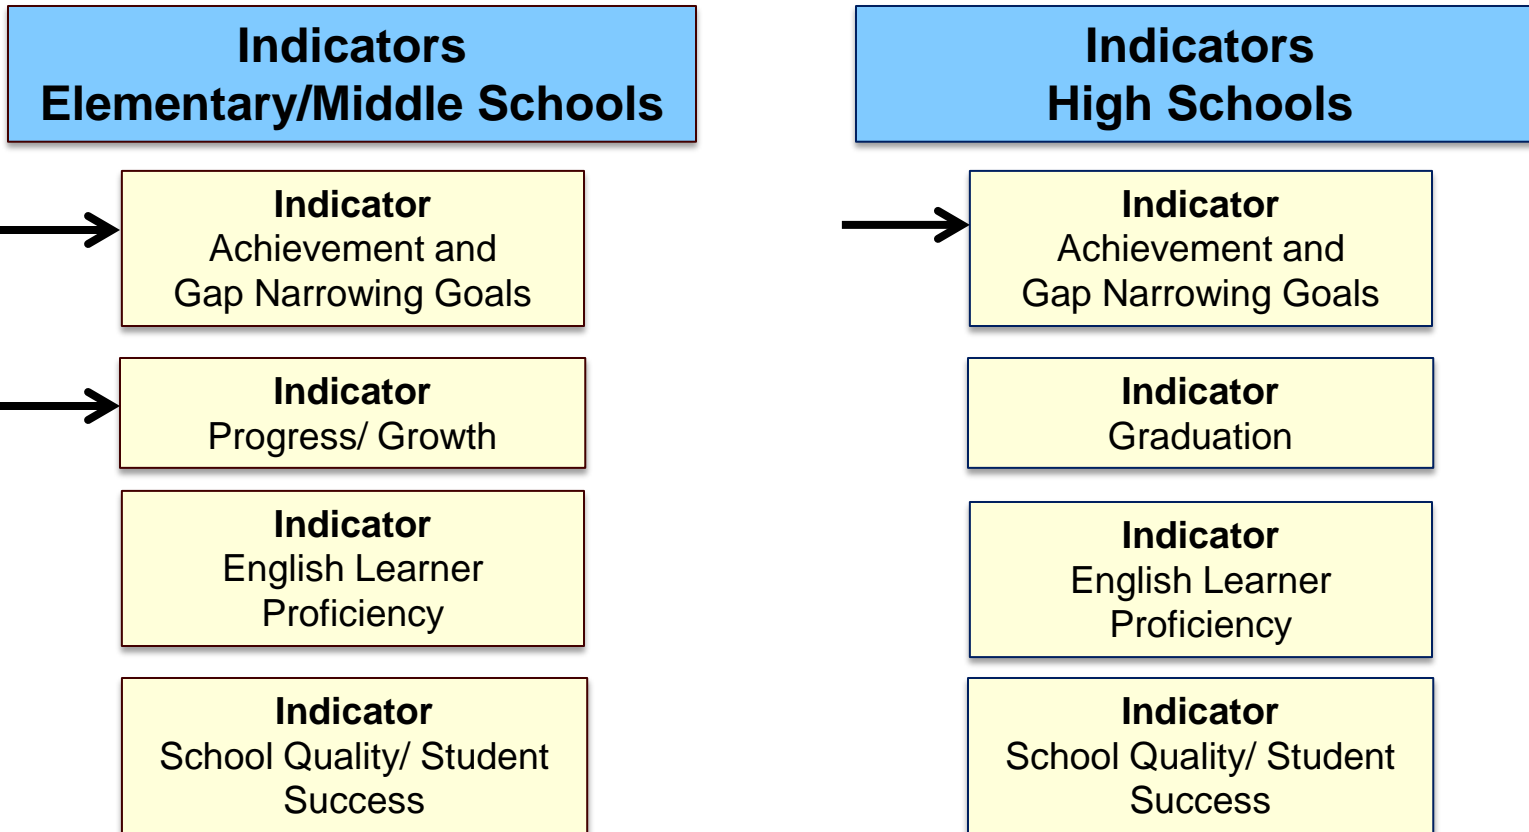 Indicators
Elementary/Middle Schools
Indicator
Achievement and
Gap Narrowing Goals
Indicator
Progress/ Growth
Indicator
English Learner
Proficiency
Indicator
School Quality/ Student
Success
Indicators
High Schools
Indicator
Achievement and
Gap Narrowing Goals
Indicator
Graduation
Indicator
English Learner
Proficiency
Indicator
School Quality/ Student
Success